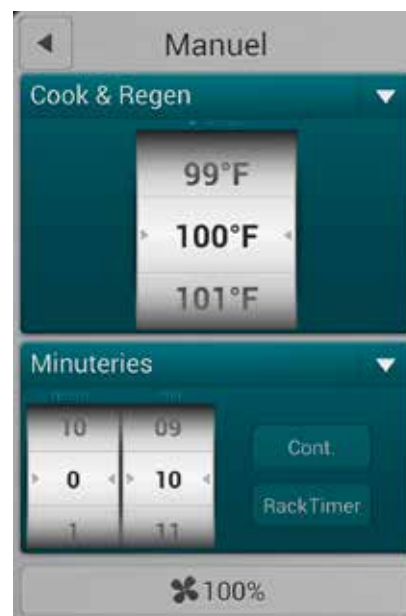 Manuel
Cook & Regen
99°F
100°F
101°F
Minuteries
10 09
0 10 Cont.
1 11 RackTimer
100%